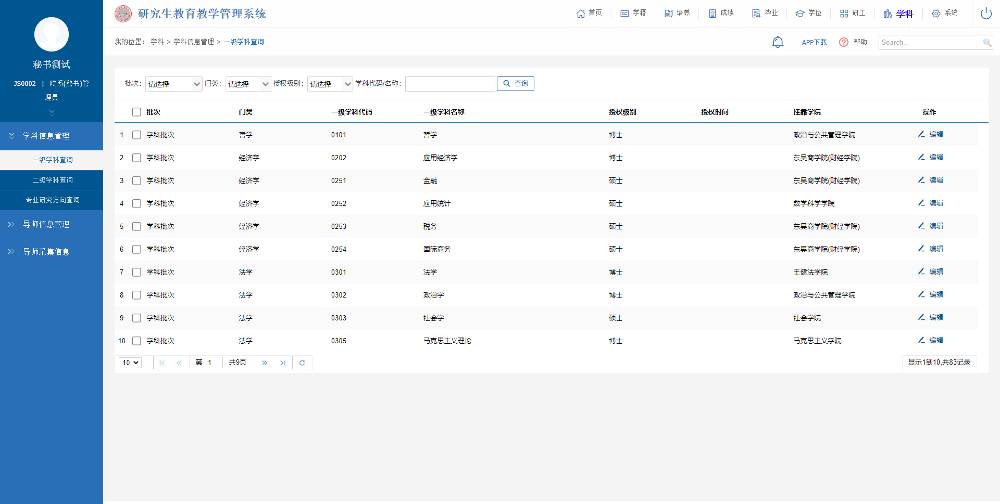 研究生教育教学管理系统
首页 学籍 培养 成绩 毕业 学位 研工 学科 系统
秘书测试
JS0002 | 院系(秘书)管
理员
学科信息管理
一级学科查询
二级学科查询
专业研究方向查询
导师信息管理
导师采集信息
我的位置： 学科 > 学科信息管理 > 一级学科查询
APP下载 帮助 Search...
批次： 请选择 门类： 请选择 授权级别： 请选择 学科代码/名称： 查询
批次 门类 一级学科代码 一级学科名称 授权级别 授权时间 挂靠学院 操作
1 学科批次 哲学 0101 哲学 博士 政治与公共管理学院 编辑
2 学科批次 经济学 0202 应用经济学 博士 东吴商学院(财经学院) 编辑
3 学科批次 经济学 0251 金融 硕士 东吴商学院(财经学院) 编辑
4 学科批次 经济学 0252 应用统计 硕士 数学科学学院 编辑
5 学科批次 经济学 0253 税务 硕士 东吴商学院(财经学院) 编辑
6 学科批次 经济学 0254 国际商务 硕士 东吴商学院(财经学院) 编辑
7 学科批次 法学 0301 法学 博士 王健法学院 编辑
8 学科批次 法学 0302 政治学 博士 政治与公共管理学院 编辑
9 学科批次 法学 0303 社会学 硕士 社会学院 编辑
10 学科批次 法学 0305 马克思主义理论 博士 马克思主义学院 编辑
10 第 1 共9页 显示1到10,共83记录